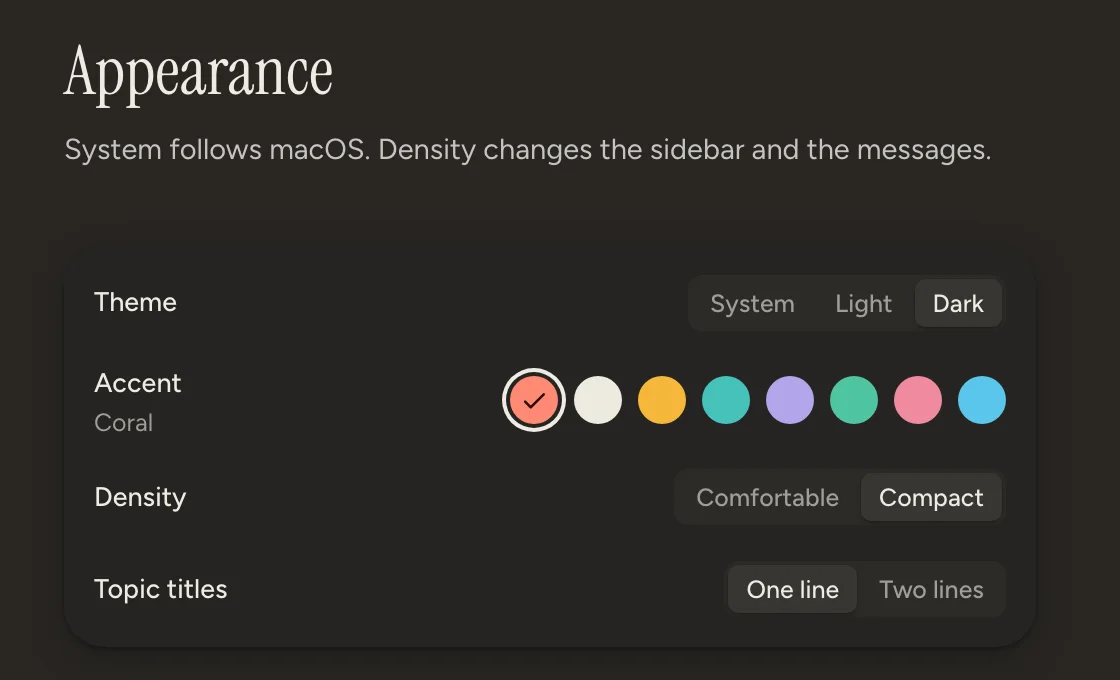 Appearance
System follows macOS. Density changes the sidebar and the messages.
Theme
System Light Dark
Accent
Coral
Density
Comfortable Compact
Topic titles
One line Two lines